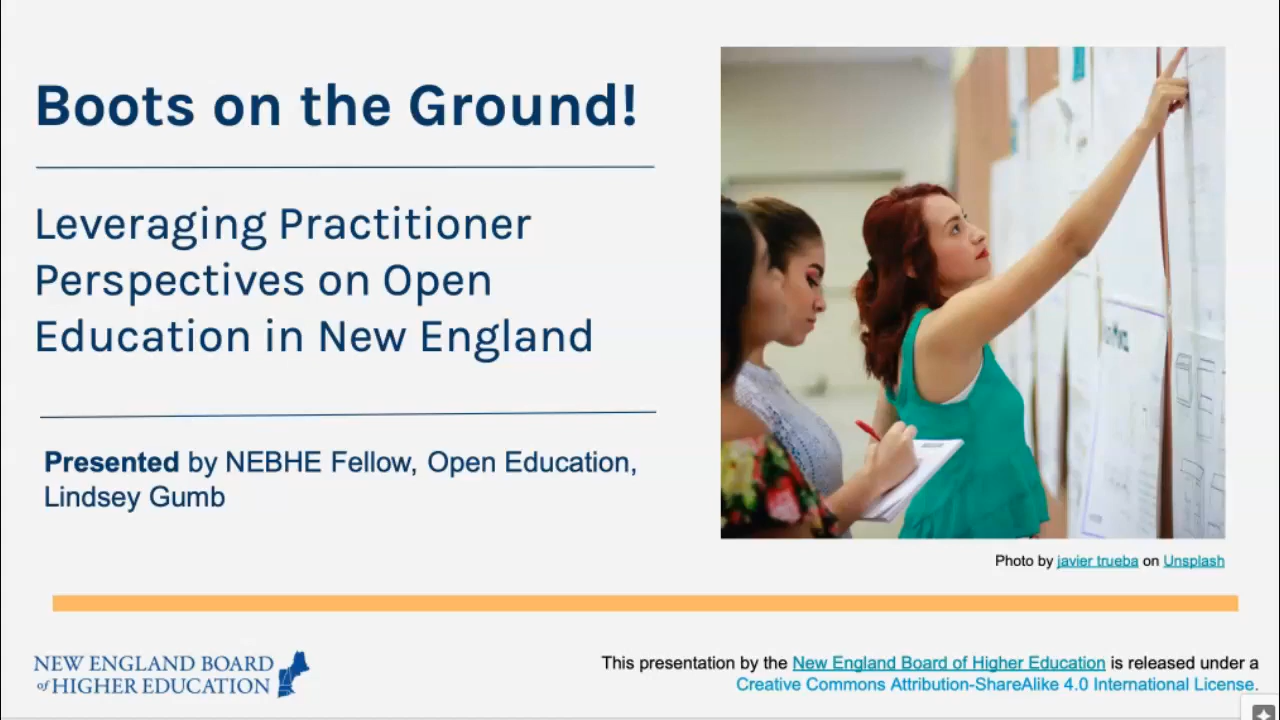 Boots on the Ground!
Leveraging Practitioner
Perspectives on Open
Education in New England
Presented by NEBHE Fellow, Open Education,
Lindsey Gumb
Photo by javier trueba on Unsplash
NEW ENGLAND BOARD
of HIGHER EDUCATION
This presentation by the New England Board of Higher Education is released under a
Creative Commons Attribution-ShareAlike 4.0 International License.